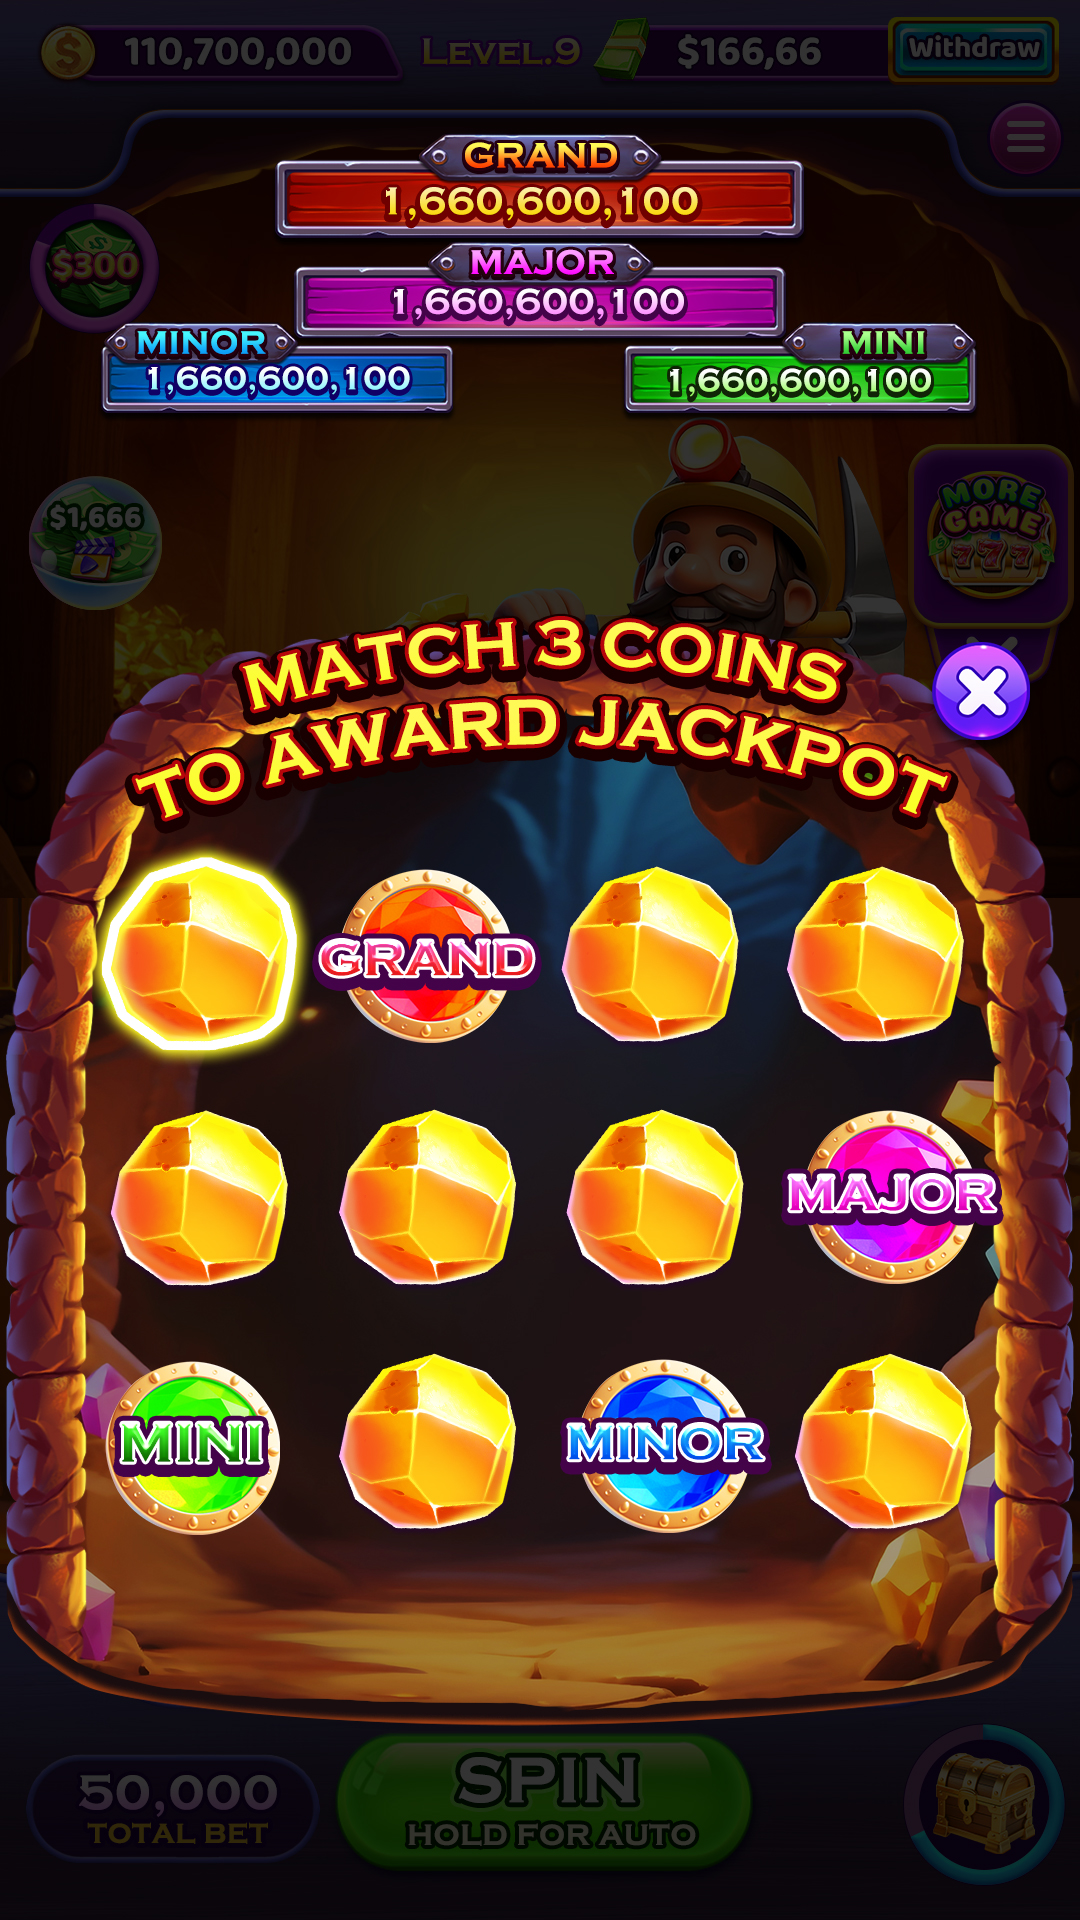 110,700,000
LEVEL.9
$166,66
Withdraw
GRAND
1,660,600,100
MAJOR
1,660,600,100
MINOR
1,660,600,100
MINI
1,660,600,100
$300
$1,666
MORE
GAME
777
MATCH 3 COINS
TO AWARD JACKPOT
GRAND
MAJOR
MINI
MINOR
50,000
TOTAL BET
SPIN
HOLD FOR AUTO